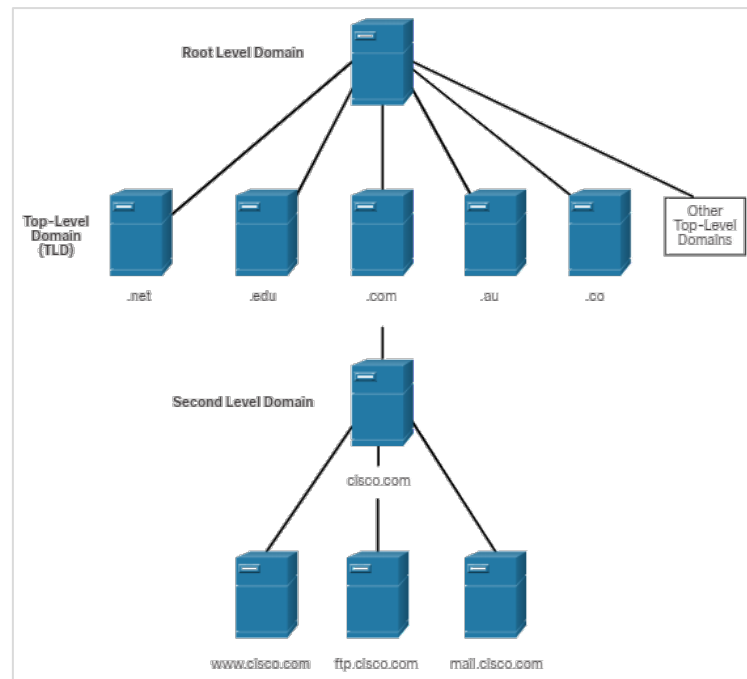 Root Level Domain
Top-Level
Domain
(TLD)
Other
Top-Level
Domains
.net
.edu
.com
.au
.co
Second Level Domain
cisco.com
www.cisco.com
ftp.cisco.com
mail.cisco.com